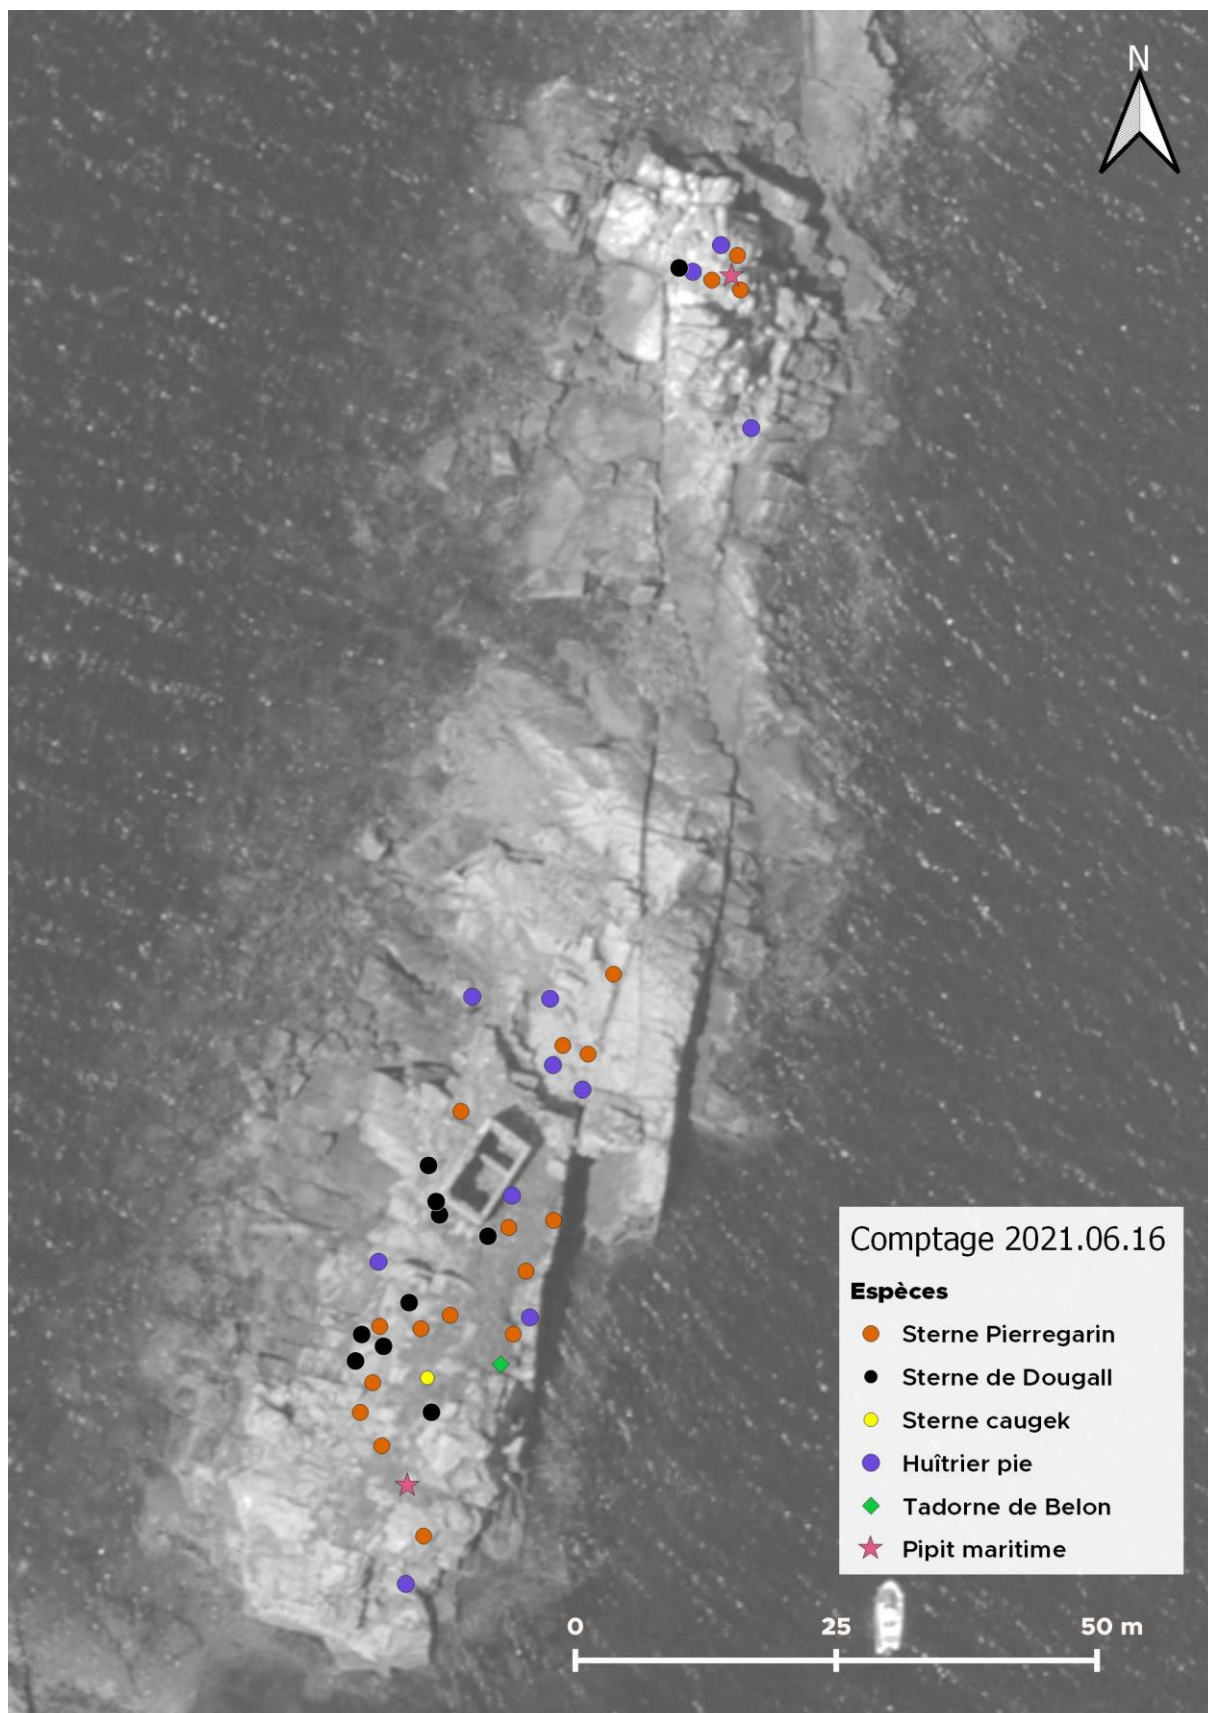 N
Comptage 2021.06.16
Espèces
Sterne Pierregarin
Sterne de Dougall
Sterne caugek
Huîtrier pie
Tadorne de Belon
Pipit maritime
0 25 50 m